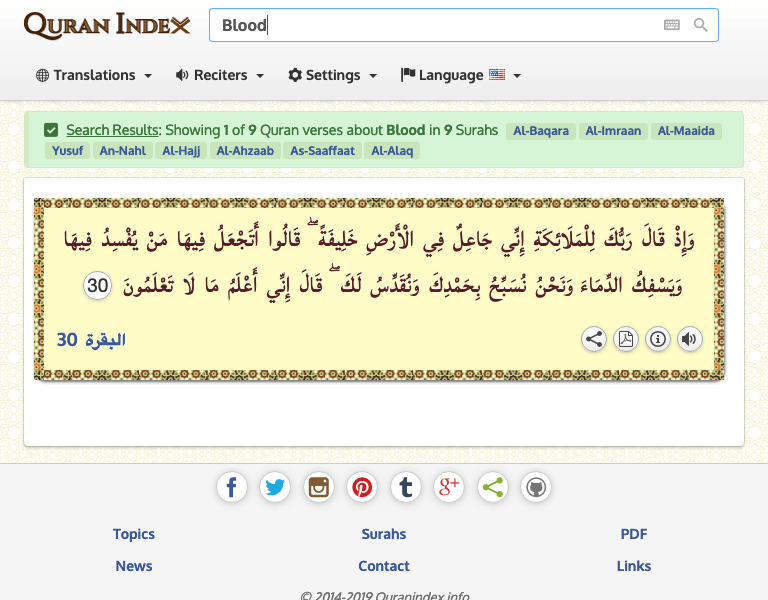 QURAN INDEX
Blood
Translations Reciters Settings Language
Search Results: Showing 1 of 9 Quran verses about Blood in 9 Surahs Al-Baqara Al-Imraan Al-Maaida
Yusuf An-Nahl Al-Hajj Al-Ahzaab As-Saaffaat Al-Alaq
وَإِذْ قَالَ رَبُّكَ لِلْمَلَائِكَةِ إِنِّي جَاعِلٌ فِي الْأَرْضِ خَلِيفَةً ۖ قَالُوا أَتَجْعَلُ فِيهَا مَنْ يُفْسِدُ فِيهَا
وَيَسْفِكُ الدِّمَاءَ وَنَحْنُ نُسَبِّحُ بِحَمْدِكَ وَنُقَدِّسُ لَكَ ۖ قَالَ إِنِّي أَعْلَمُ مَا لَا تَعْلَمُونَ 30
البقرة 30
Topics Surahs PDF
News Contact Links
© 2014-2019 Quranindex.info